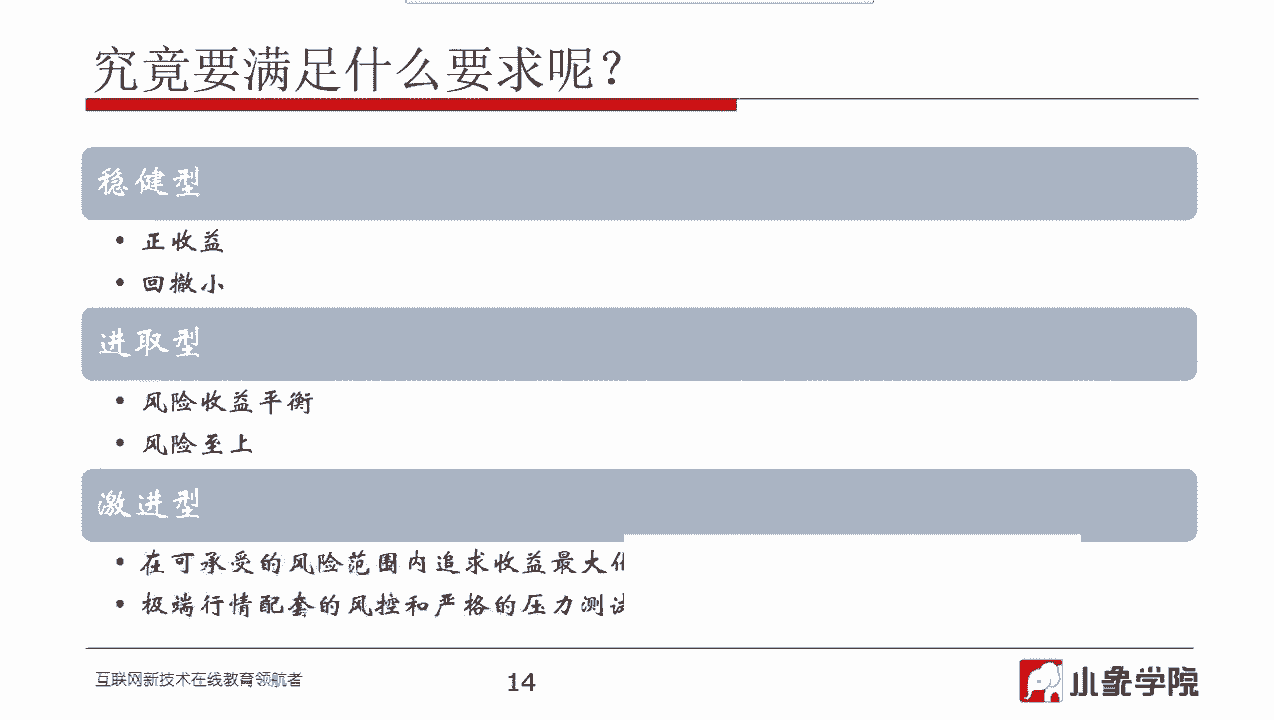 究竟要满足什么要求呢？
稳健型
• 正收益
• 回撤小
进取型
• 风险收益平衡
• 风险至上
激进型
• 在可承受的风险范围内追求收益最大
• 极端行情配套的风控和严格的压力测
互联网新技术在线教育领航者
14
小象学院